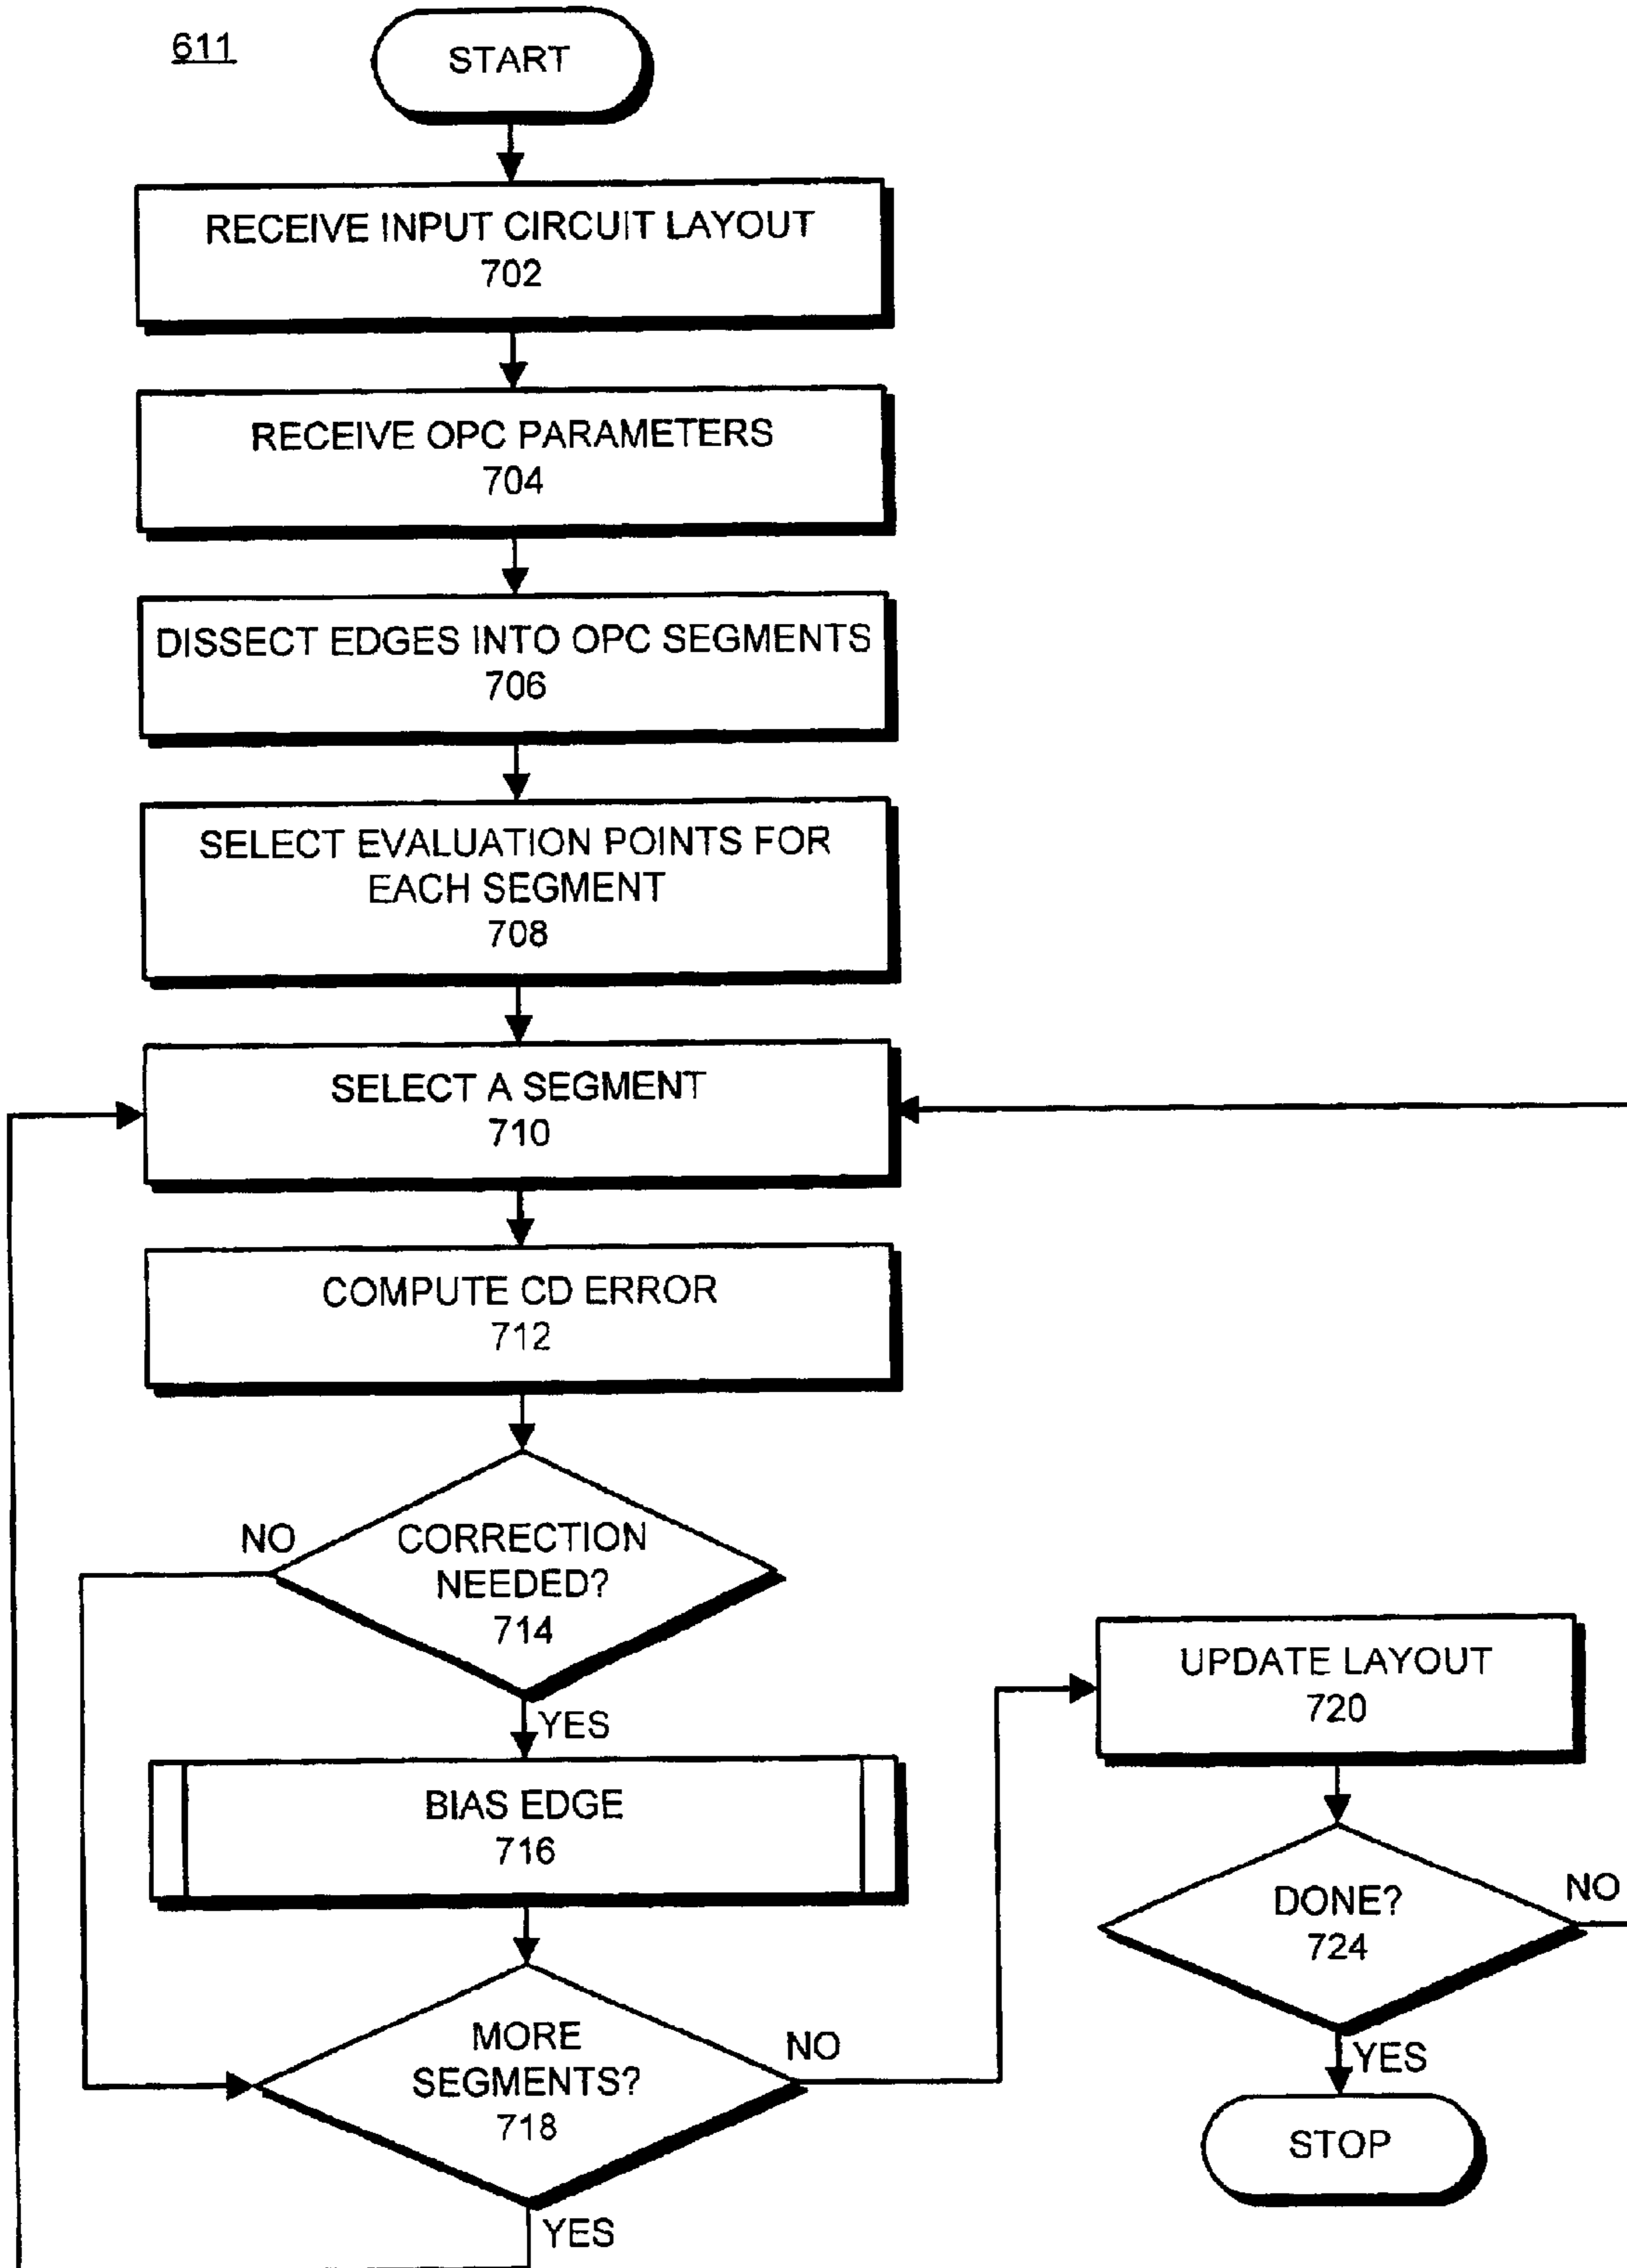 611
START
RECEIVE INPUT CIRCUIT LAYOUT
702
RECEIVE OPC PARAMETERS
704
DISSECT EDGES INTO OPC SEGMENTS
706
SELECT EVALUATION POINTS FOR
EACH SEGMENT
708
SELECT A SEGMENT
710
COMPUTE CD ERROR
712
NO
CORRECTION
NEEDED?
714
YES
BIAS EDGE
716
MORE
SEGMENTS?
718
NO
YES
UPDATE LAYOUT
720
DONE?
724
NO
YES
STOP